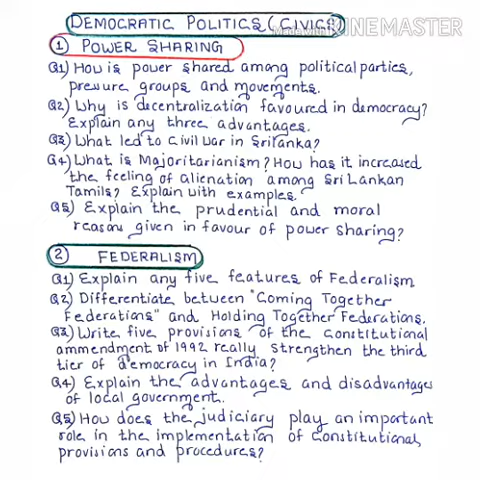 DEMOCRATIC POLITICS (CIVICS)
KINEMASTER
1 POWER SHARING
Q1) How is power shared among political parties,
pressure groups and movements.
Q2) Why is decentralization favoured in democracy?
Explain any three advantages.
Q3) What led to civil war in Srilanka?
Q4) What is Majoritarianism? How has it increased
the feeling of alienation among Sri Lankan
Tamils? Explain with examples.
Q5) Explain the prudential and moral
reasons given in favour of power sharing?
2 FEDERALISM
Q1) Explain any five features of Federalism
Q2) Differentiate between "Coming Together
Federations" and Holding Together Federations.
Q3) Write five provisions of the constitutional
ammendment of 1992 really strengthen the third
tier of democracy in India?
Q4) Explain the advantages and disadvantages
of local government.
Q5) How does the judiciary play an important
role in the implementation of Constitutional
provisions and procedures?